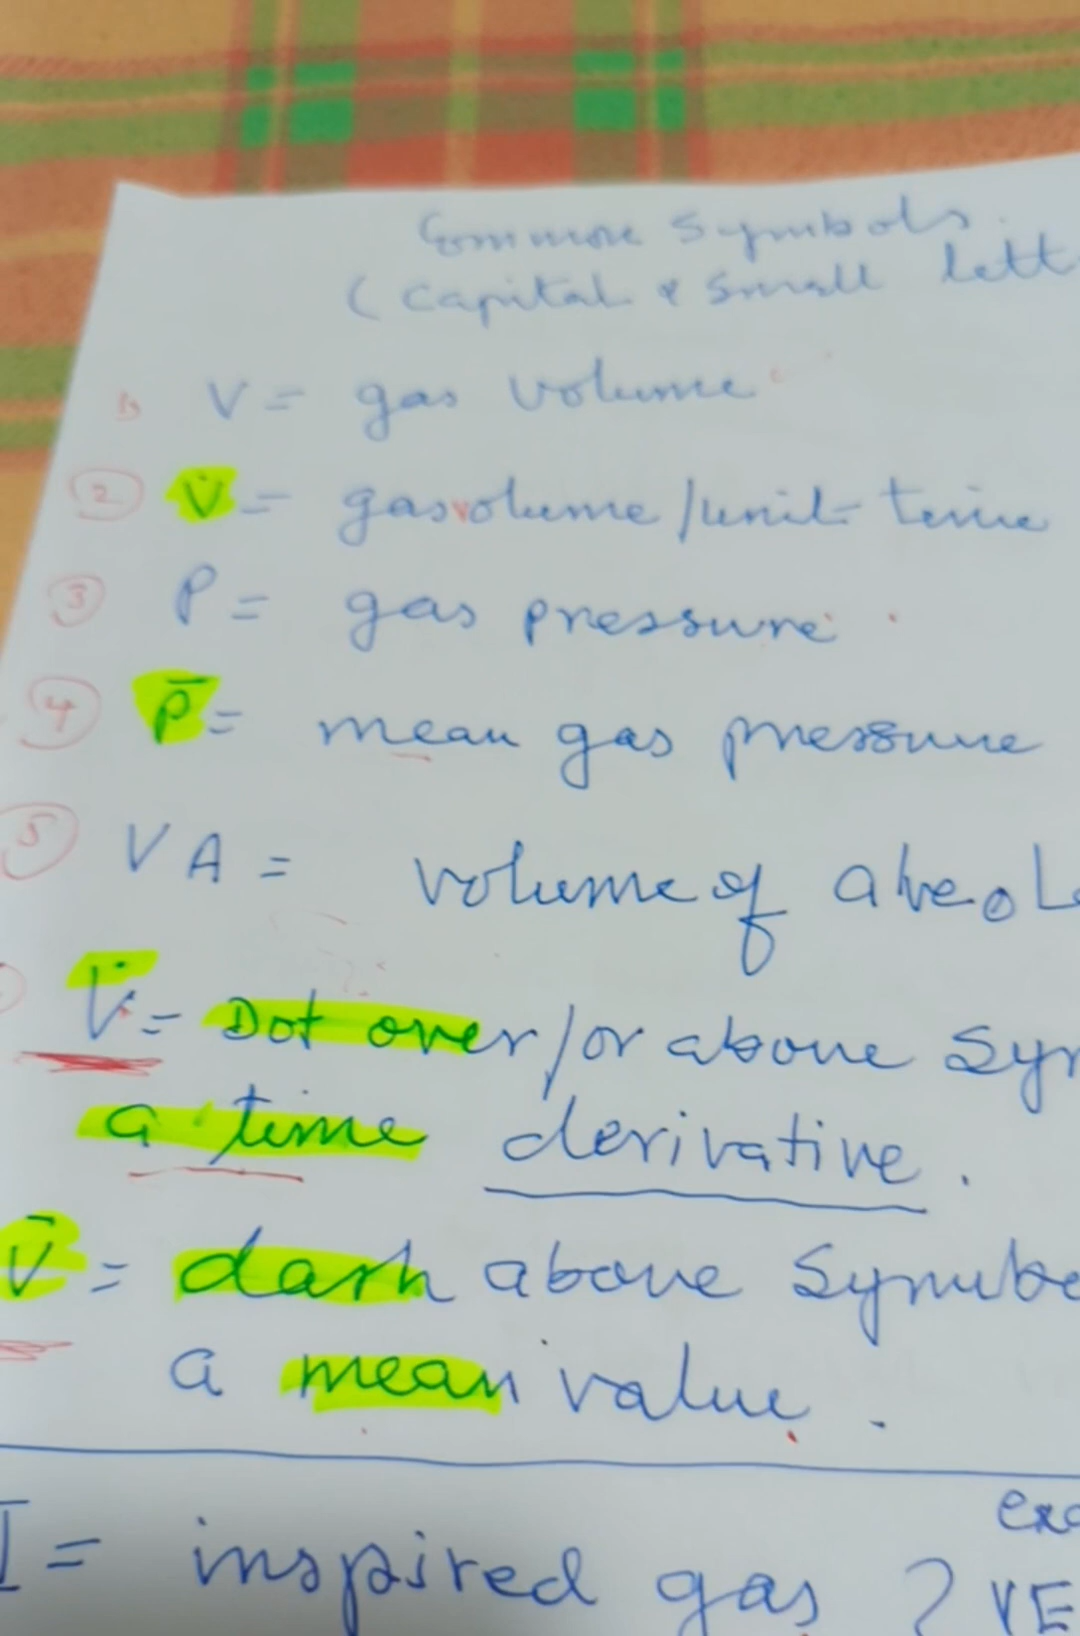 Common Symbols.
(Capital & Small lett
1) V = gas volume
② V̇ = gas volume /unit time
③ P = gas pressure
④ P̄ = mean gas pressure
⑤ VA = volume of alveol
V̇ = Dot over/or above Sym
a time derivative.
V̄ = dash above Symbo
a mean value.
I = inspired gas
VE